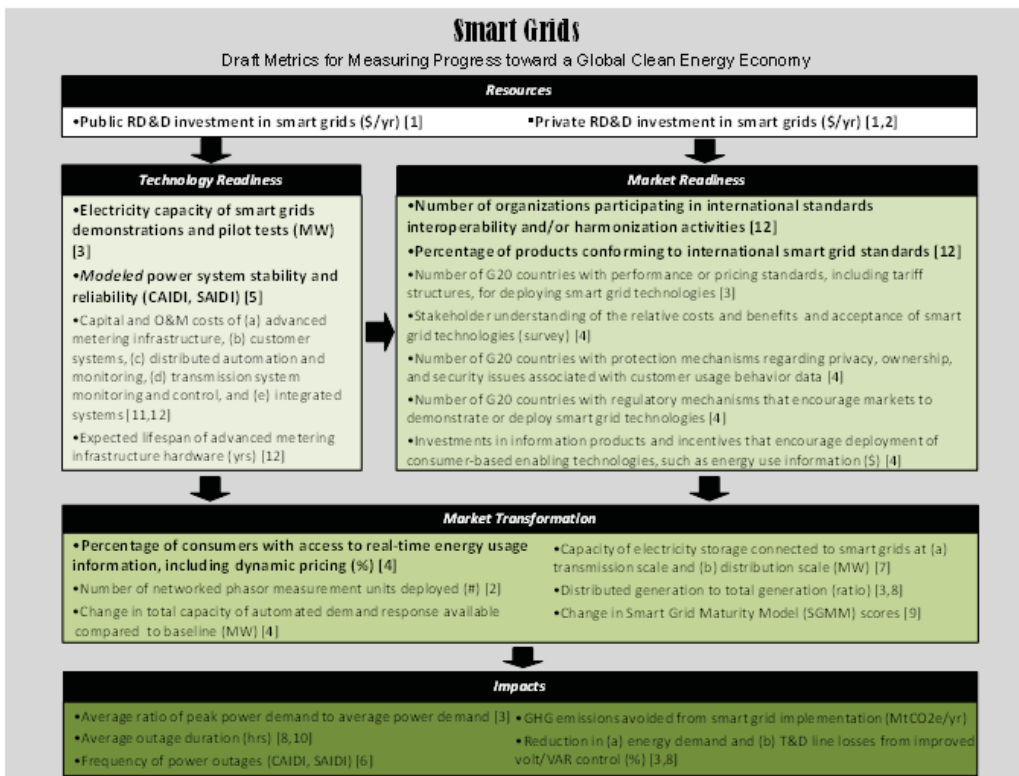 Smart Grids
Draft Metrics for Measuring Progress toward a Global Clean Energy Economy
Resources
•Public RD&D investment in smart grids ($/yr) [1]
▪Private RD&D investment in smart grids ($/yr) [1,2]
Technology Readiness
•Electricity capacity of smart grids
demonstrations and pilot tests (MW)
[3]
•Modeled power system stability and
reliability (CAIDI, SAIDI) [5]
•Capital and O&M costs of (a) advanced
metering infrastructure, (b) customer
systems, (c) distributed automation and
monitoring, (d) transmission system
monitoring and control, and (e) integrated
systems [11,12]
•Expected lifespan of advanced metering
infrastructure hardware (yrs) [12]
Market Readiness
•Number of organizations participating in international standards
interoperability and/or harmonization activities [12]
•Percentage of products conforming to international smart grid standards [12]
•Number of G20 countries with performance or pricing standards, including tariff
structures, for deploying smart grid technologies [3]
•Stakeholder understanding of the relative costs and benefits and acceptance of smart
grid technologies (survey) [4]
•Number of G20 countries with protection mechanisms regarding privacy, ownership,
and security issues associated with customer usage behavior data [4]
•Number of G20 countries with regulatory mechanisms that encourage markets to
demonstrate or deploy smart grid technologies [4]
•Investments in information products and incentives that encourage deployment of
consumer-based enabling technologies, such as energy use information ($) [4]
Market Transformation
•Percentage of consumers with access to real-time energy usage
information, including dynamic pricing (%) [4]
•Number of networked phasor measurement units deployed (#) [2]
•Change in total capacity of automated demand response available
compared to baseline (MW) [4]
•Capacity of electricity storage connected to smart grids at (a)
transmission scale and (b) distribution scale (MW) [7]
•Distributed generation to total generation (ratio) [3,8]
•Change in Smart Grid Maturity Model (SGMM) scores [9]
Impacts
•Average ratio of peak power demand to average power demand [3]
•Average outage duration (hrs) [8,10]
•Frequency of power outages (CAIDI, SAIDI) [6]
•GHG emissions avoided from smart grid implementation (MtCO2e/yr)
•Reduction in (a) energy demand and (b) T&D line losses from improved
volt/VAR control (%) [3,8]